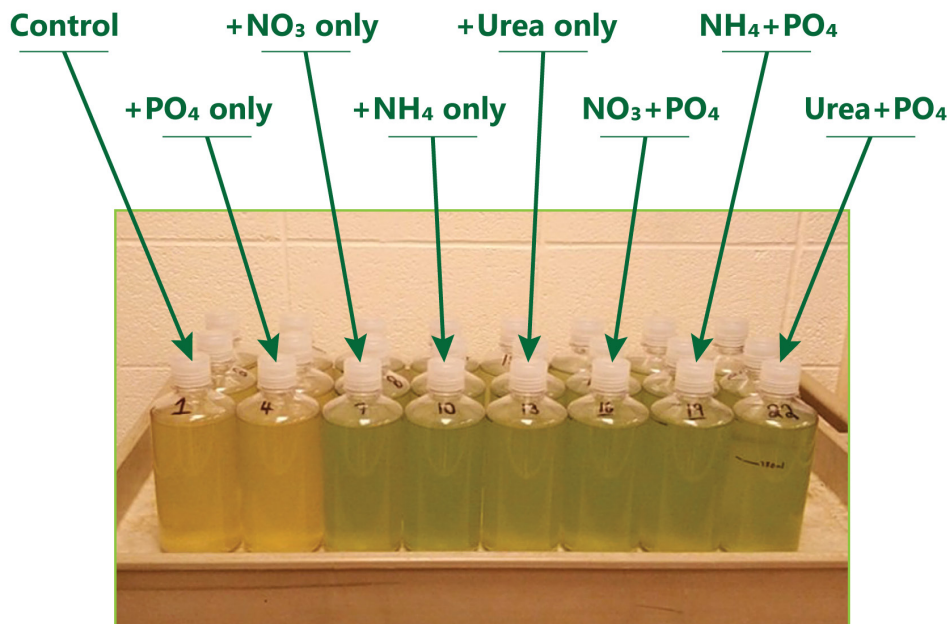 Control
+NO₃ only
+Urea only
NH₄+PO₄
+PO₄ only
+NH₄ only
NO₃+PO₄
Urea+PO₄
1
4
7
10
13
16
19
22